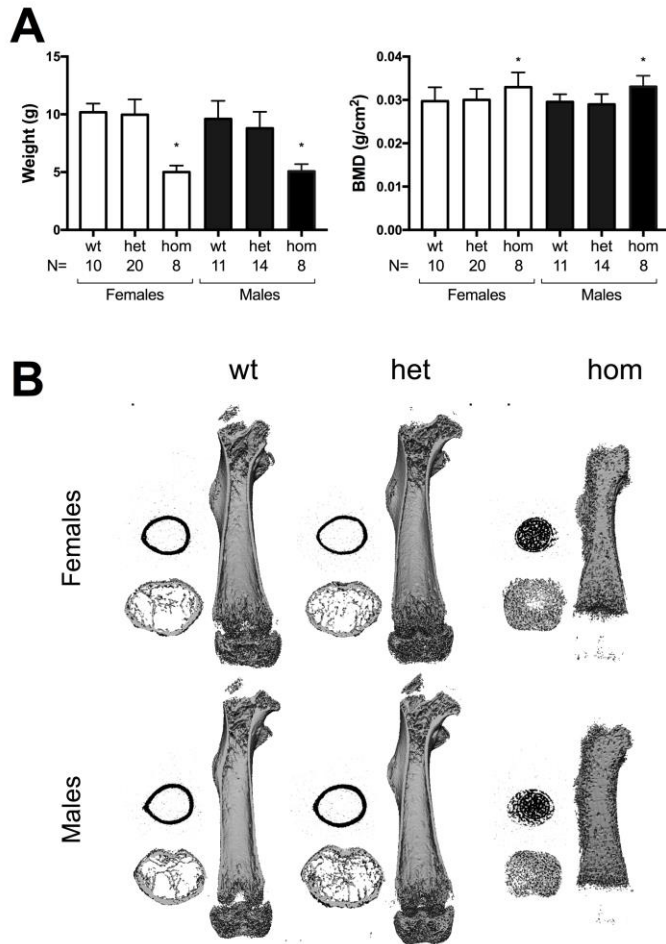 A
Weight (g)
15
10
5
0
wt het hom wt het hom
N= 10 20 8 11 14 8
Females Males
* *
BMD (g/cm²)
0.04
0.03
0.02
0.01
0.00
wt het hom wt het hom
N= 10 20 8 11 14 8
Females Males
* *
B
wt het hom
Females
Males